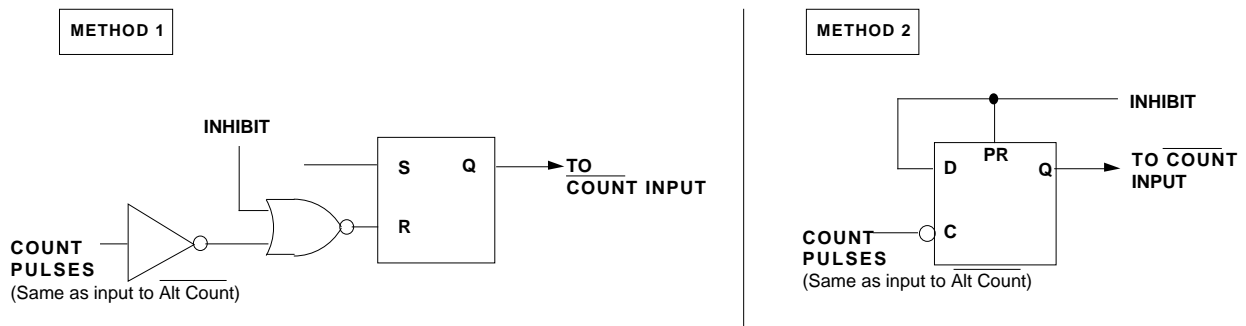 METHOD 1
INHIBIT
S
Q
TO
COUNT INPUT
R
COUNT
PULSES
(Same as input to Alt Count)
METHOD 2
INHIBIT
PR
D
Q
TO COUNT
INPUT
C
COUNT
PULSES
(Same as input to Alt Count)